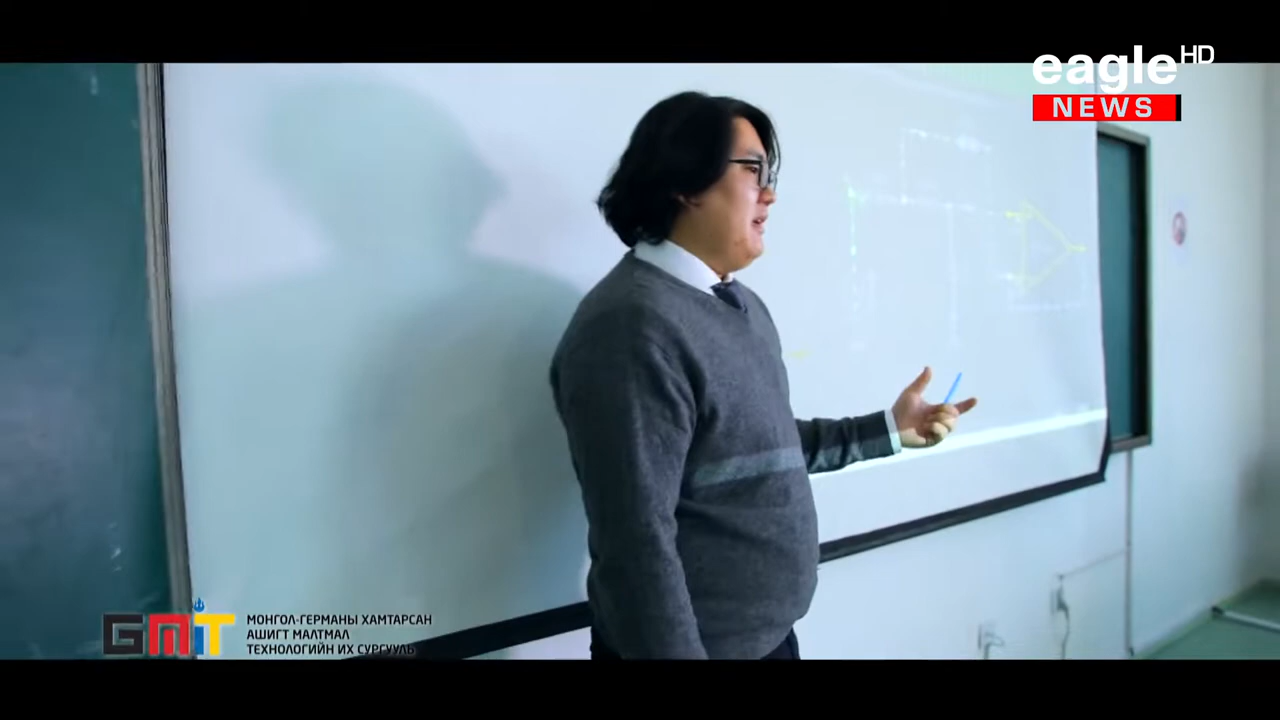 eagle HD
NEWS
GMIT
МОНГОЛ-ГЕРМАНЫ ХАМТАРСАН
АШИГТ МАЛТМАЛ
ТЕХНОЛОГИЙН ИХ СУРГУУЛЬ